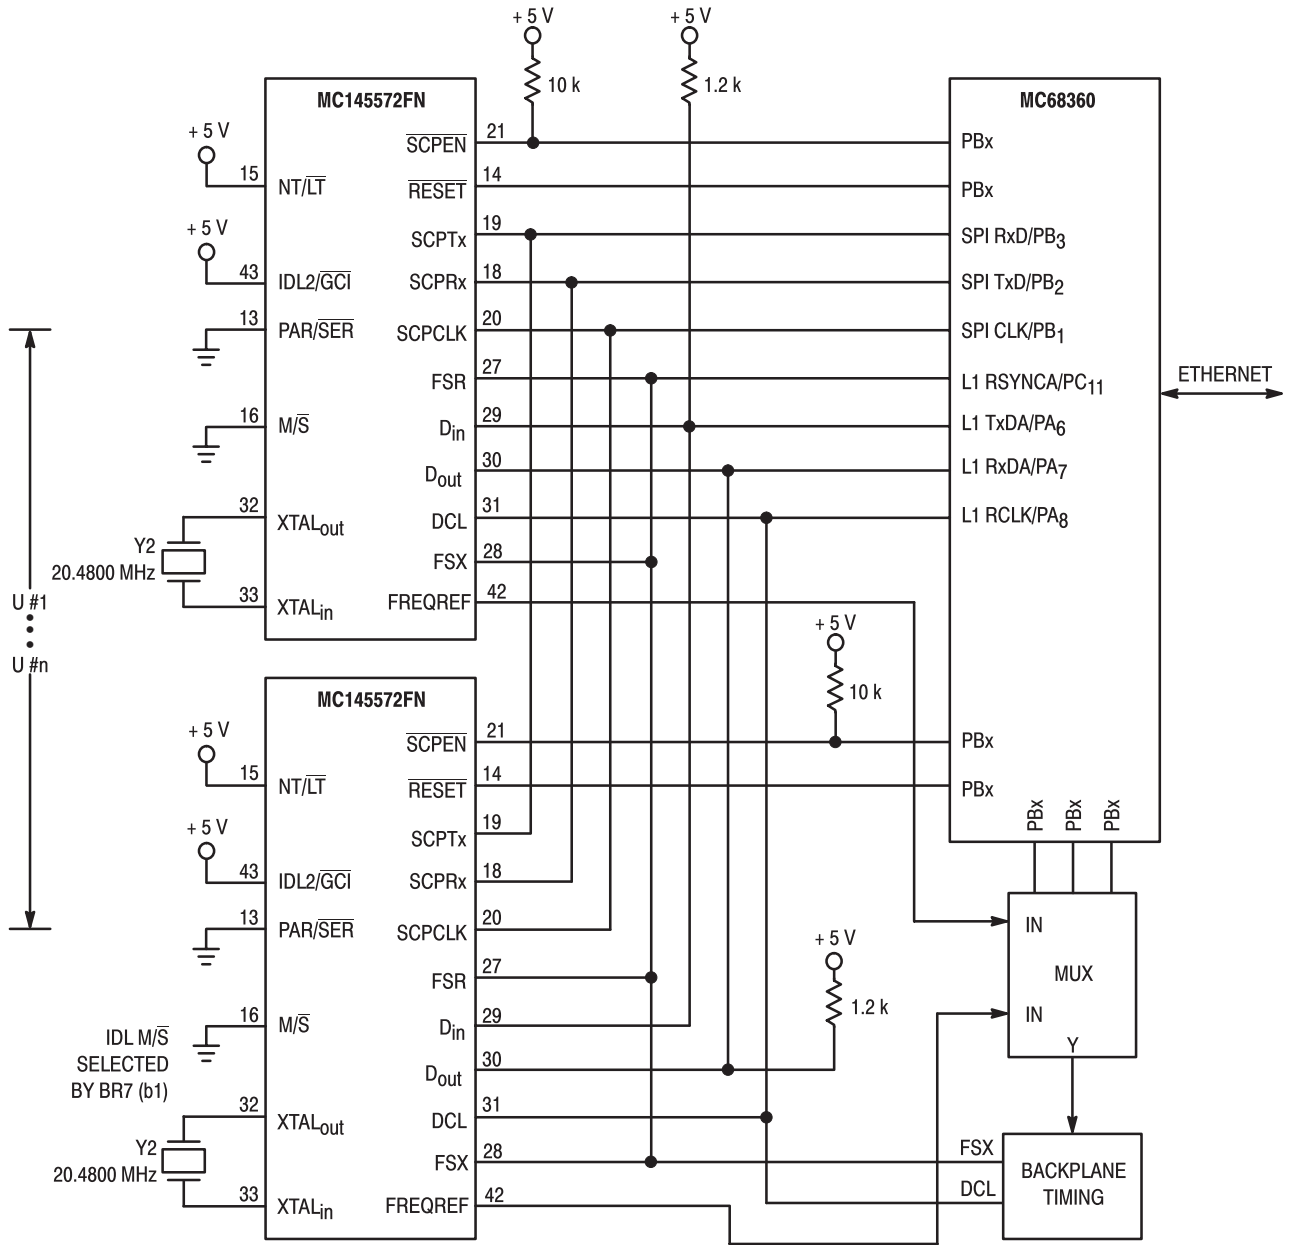 + 5 V
+ 5 V
10 k
1.2 k
MC145572FN
MC68360
+ 5 V
15
NT/LT
SCPEN
21
PBx
RESET
14
PBx
+ 5 V
43
IDL2/GCI
SCPTx
19
SPI RxD/PB3
SCPRx
18
SPI TxD/PB2
13
PAR/SER
SCPCLK
20
SPI CLK/PB1
FSR
27
L1 RSYNCA/PC11
ETHERNET
16
M/S
Din
29
L1 TxDA/PA6
Dout
30
L1 RxDA/PA7
32
XTALout
DCL
31
L1 RCLK/PA8
Y2
20.4800 MHz
FSX
28
33
XTALin
FREQREF
42
U #1
U #n
+ 5 V
10 k
MC145572FN
+ 5 V
15
NT/LT
SCPEN
21
PBx
RESET
14
PBx
PBx
PBx
PBx
+ 5 V
43
IDL2/GCI
SCPTx
19
SCPRx
18
13
PAR/SER
SCPCLK
20
IN
MUX
IN
Y
FSR
27
+ 5 V
1.2 k
16
M/S
IDL M/S
SELECTED
BY BR7 (b1)
Din
29
Dout
30
32
XTALout
DCL
31
Y2
20.4800 MHz
FSX
28
FSX
DCL
BACKPLANE
TIMING
33
XTALin
FREQREF
42